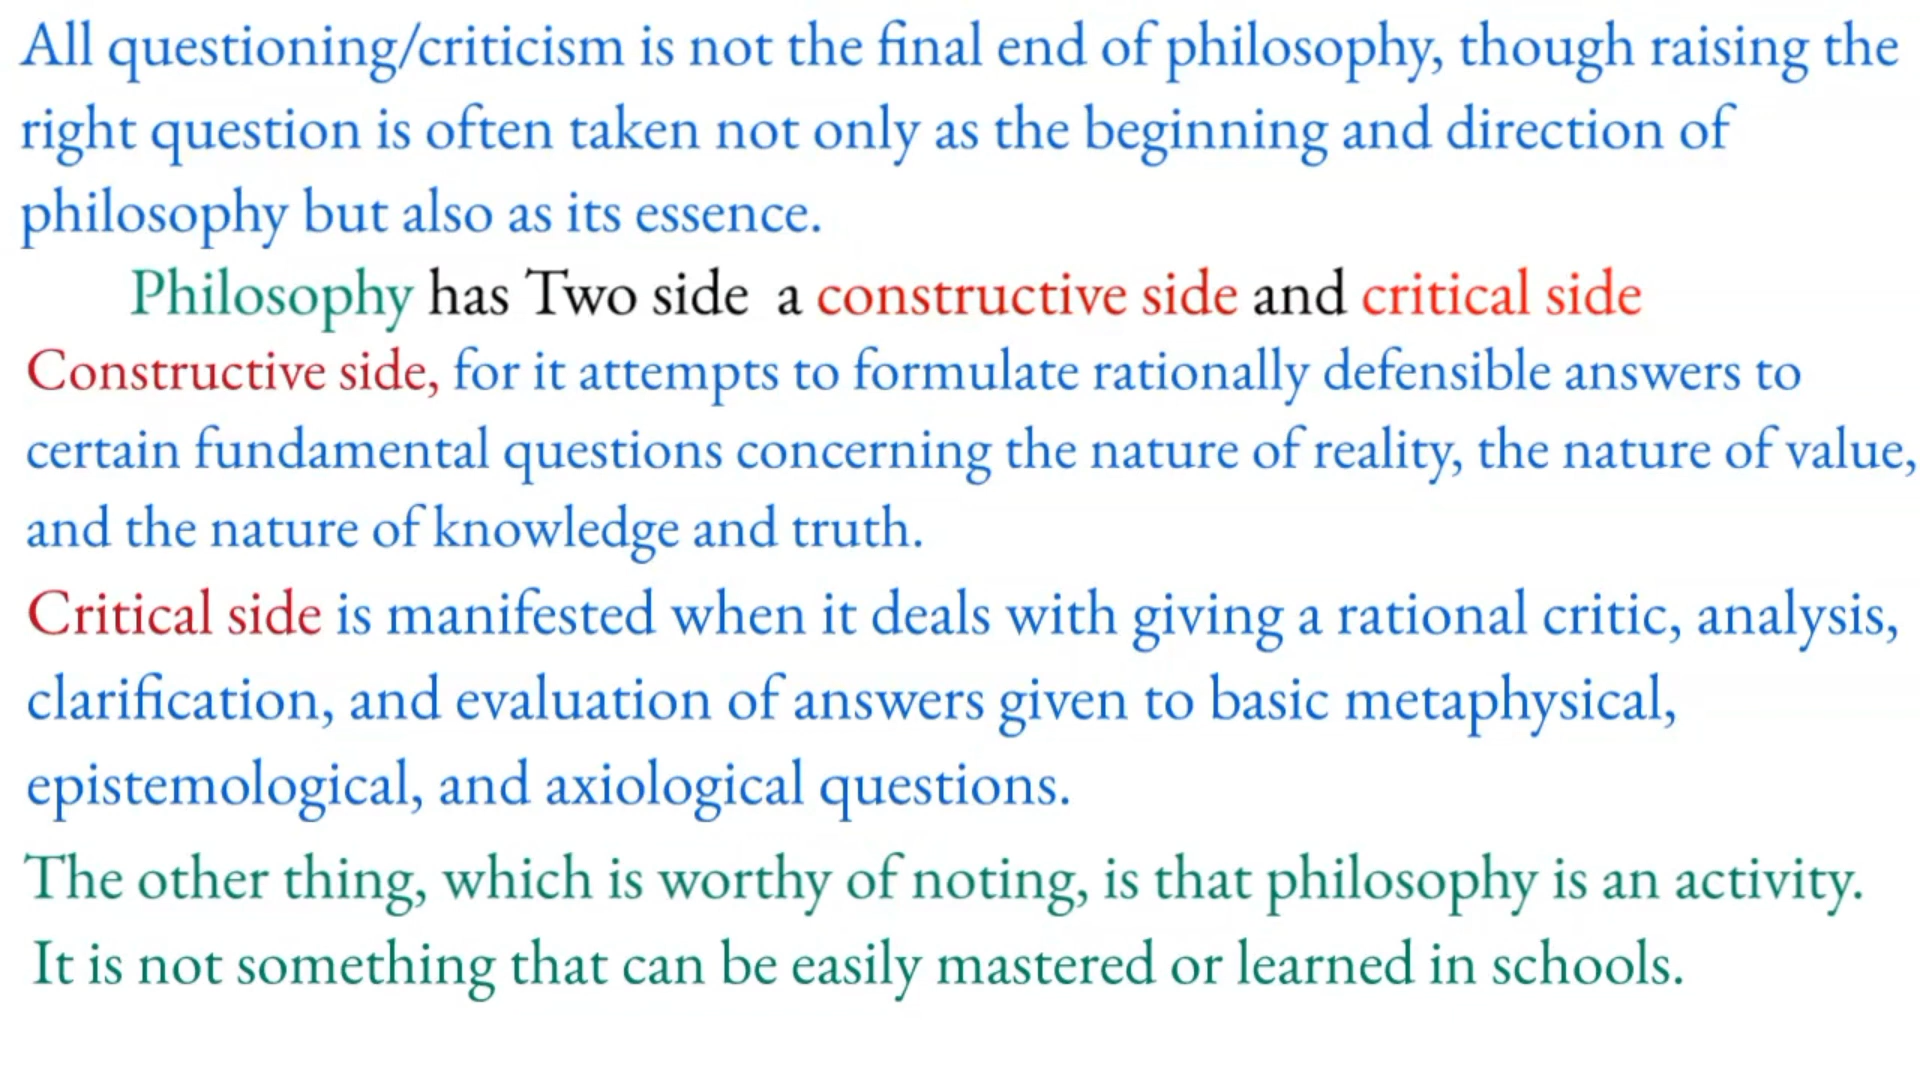 All questioning/criticism is not the final end of philosophy, though raising the
right question is often taken not only as the beginning and direction of
philosophy but also as its essence.
Philosophy has Two side a constructive side and critical side
Constructive side, for it attempts to formulate rationally defensible answers to
certain fundamental questions concerning the nature of reality, the nature of value,
and the nature of knowledge and truth.
Critical side is manifested when it deals with giving a rational critic, analysis,
clarification, and evaluation of answers given to basic metaphysical,
epistemological, and axiological questions.
The other thing, which is worthy of noting, is that philosophy is an activity.
It is not something that can be easily mastered or learned in schools.